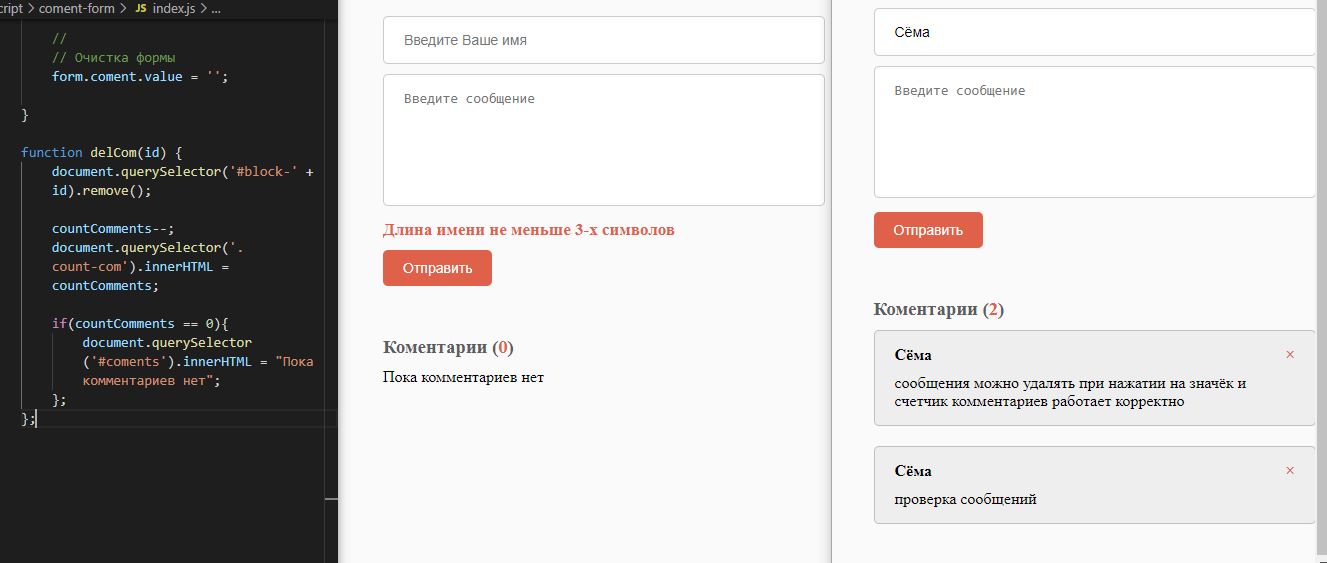 cript > coment-form > JS index.js > ...
//
// Очистка формы
form.coment.value = '';
}
function delCom(id) {
document.querySelector('#block-' +
id).remove();
countComments--;
document.querySelector('.
count-com').innerHTML =
countComments;
if(countComments == 0){
document.querySelector
('#coments').innerHTML = "Пока
комментариев нет";
};
};
Введите Ваше имя
Введите сообщение
Длина имени не меньше 3-х символов
Отправить
Коментарии (0)
Пока комментариев нет
Сёма
Введите сообщение
Отправить
Коментарии (2)
Сёма ×
сообщения можно удалять при нажатии на значёк и
счетчик комментариев работает корректно
Сёма ×
проверка сообщений